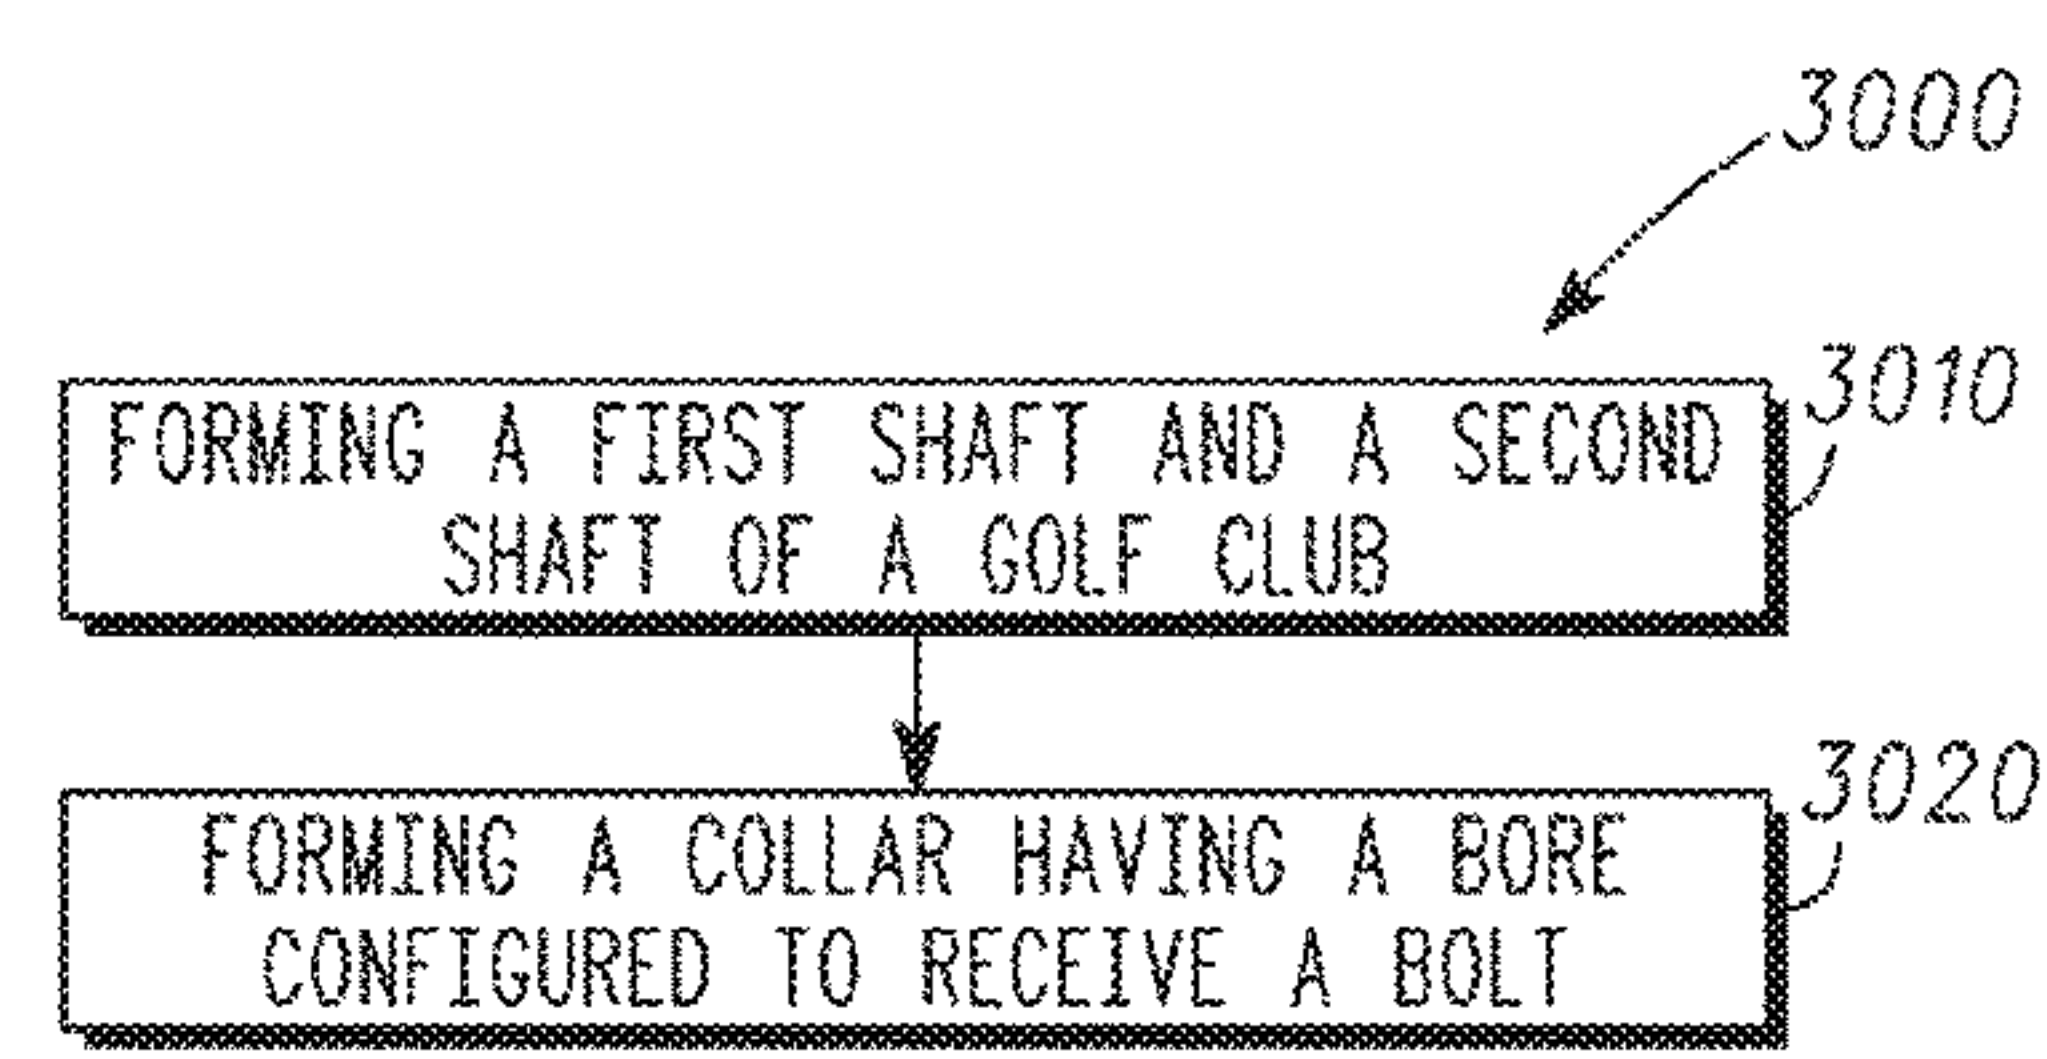 3000
3010
FORMING A FIRST SHAFT AND A SECOND
SHAFT OF A GOLF CLUB
3020
FORMING A COLLAR HAVING A BORE
CONFIGURED TO RECEIVE A BOLT